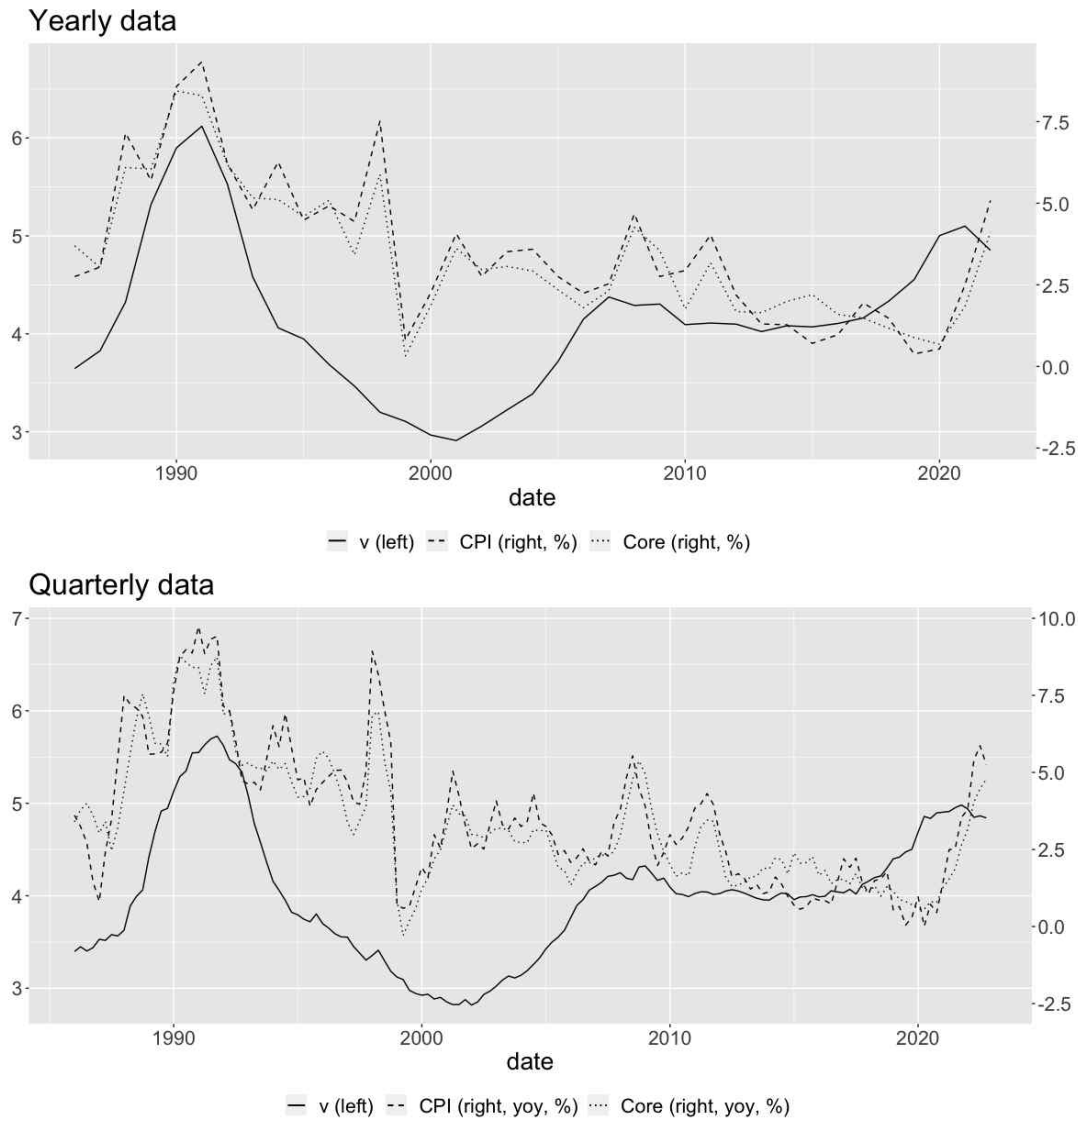 Yearly data
6
5
4
3
7.5
5.0
2.5
0.0
-2.5
1990 2000 2010 2020
date
v (left) CPI (right, %) Core (right, %)
Quarterly data
7
6
5
4
3
10.0
7.5
5.0
2.5
0.0
-2.5
1990 2000 2010 2020
date
v (left) CPI (right, yoy, %) Core (right, yoy, %)